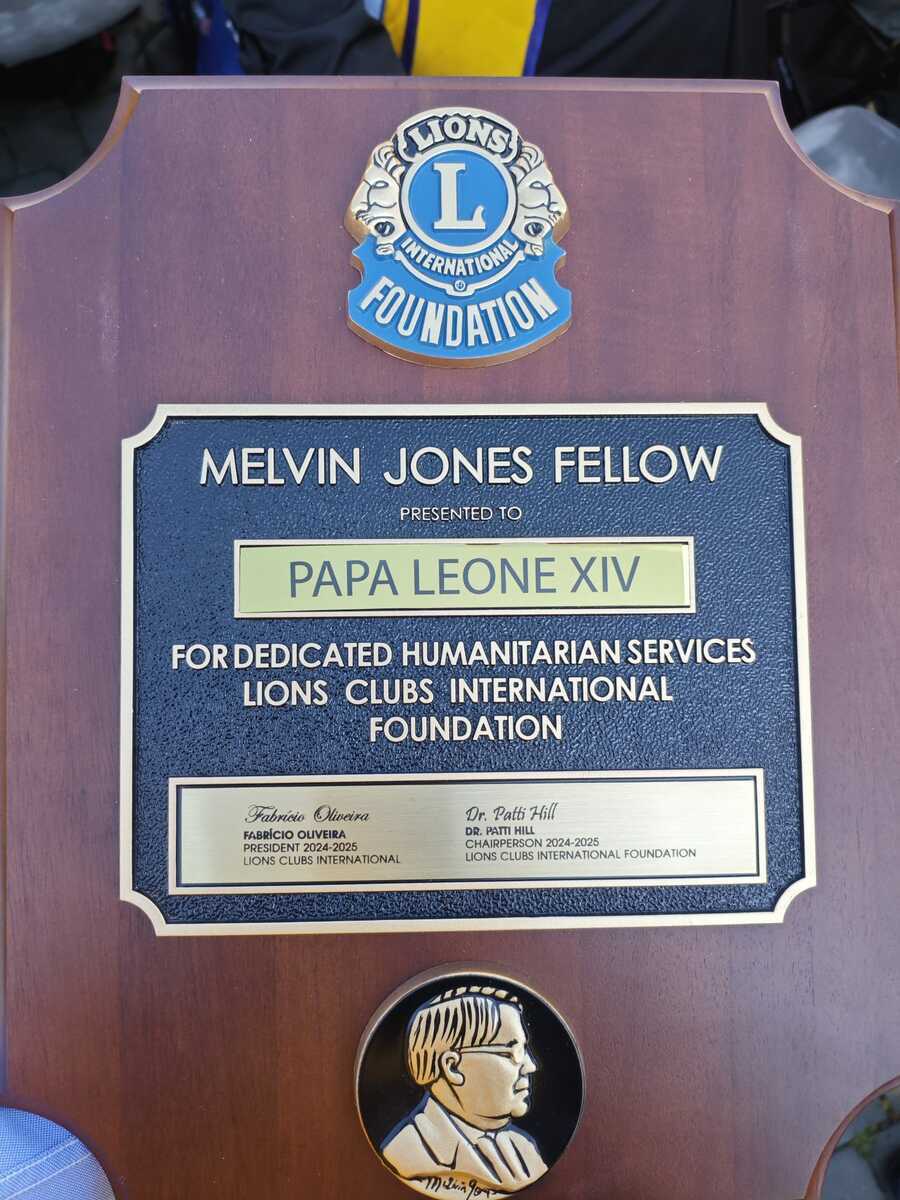 LIONS
L
INTERNATIONAL
FOUNDATION
MELVIN JONES FELLOW
PRESENTED TO
PAPA LEONE XIV
FOR DEDICATED HUMANITARIAN SERVICES
LIONS CLUBS INTERNATIONAL
FOUNDATION
Fabrício Oliveira
FABRÍCIO OLIVEIRA
PRESIDENT 2024-2025
LIONS CLUBS INTERNATIONAL
Dr. Patti Hill
DR. PATTI HILL
CHAIRPERSON 2024-2025
LIONS CLUBS INTERNATIONAL FOUNDATION
Melvin Jones